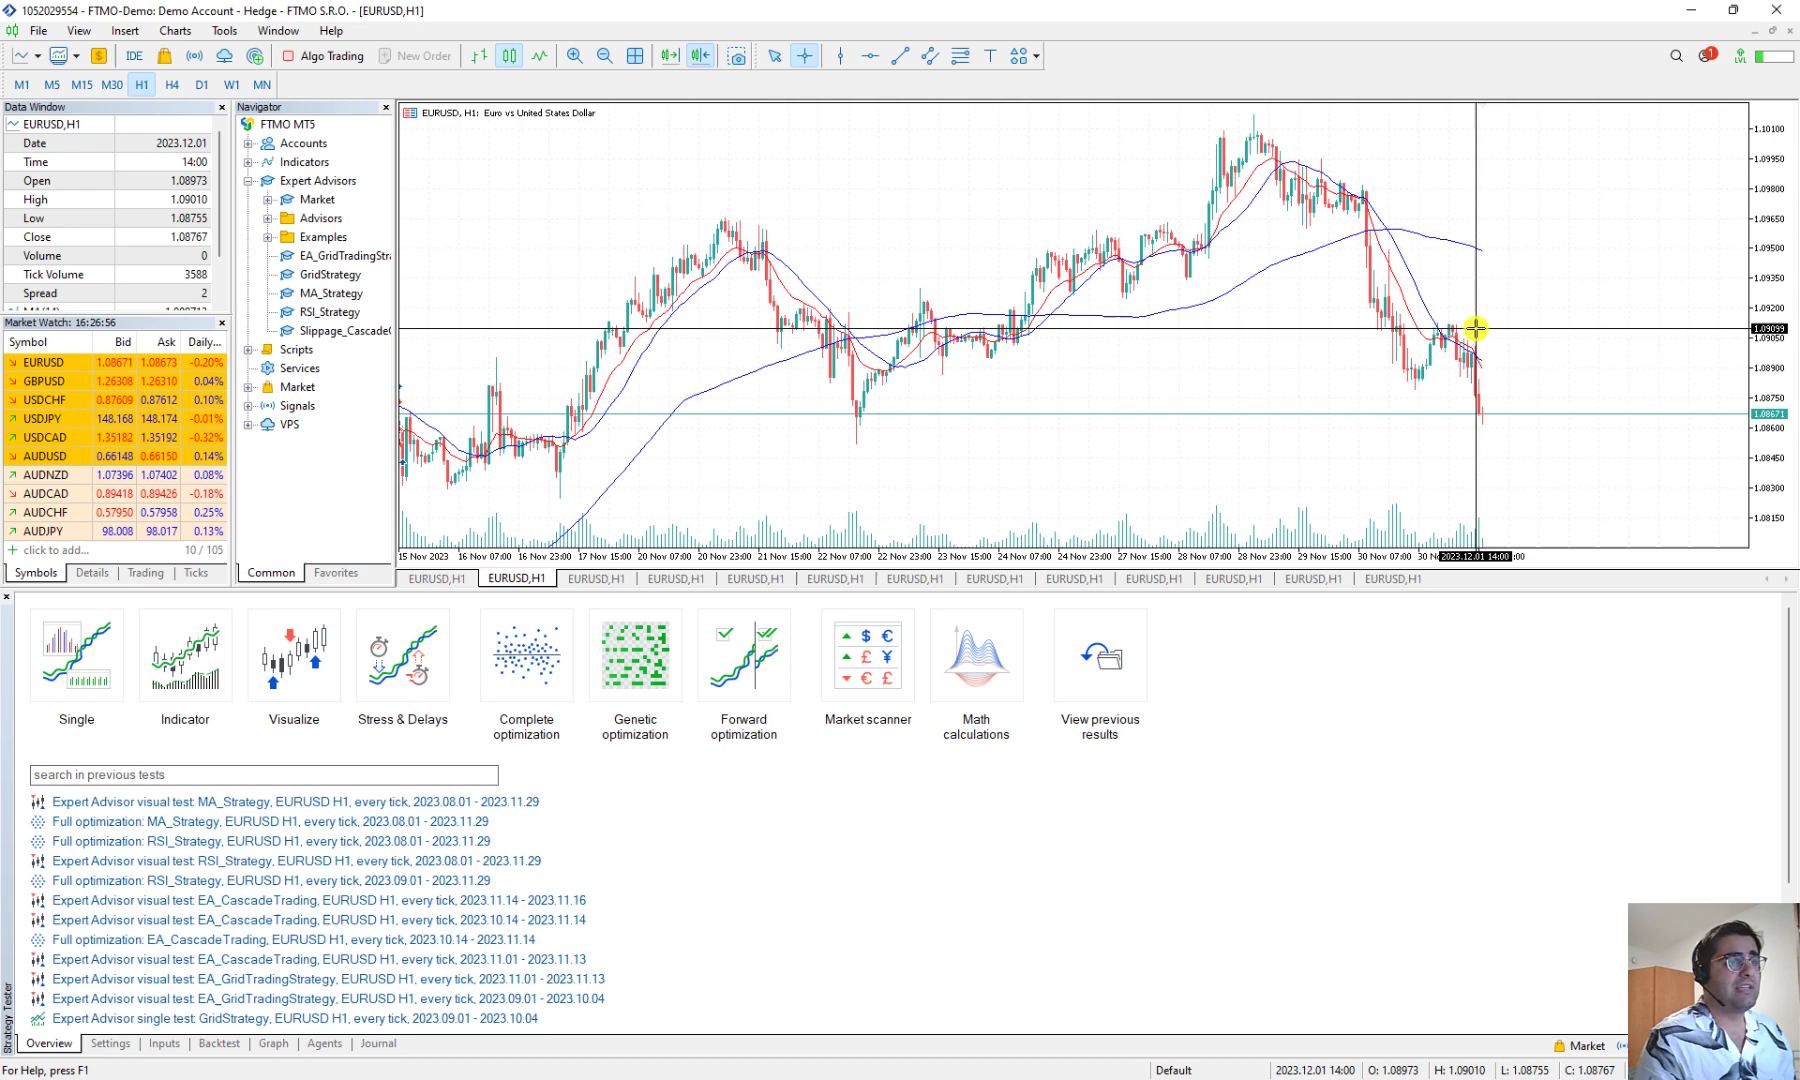 1052029554 - FTMO-Demo: Demo Account - Hedge - FTMO S.R.O. - [EURUSD,H1]
File View Insert Charts Tools Window Help
IDE Algo Trading New Order 1 LVL
M1 M5 M15 M30 H1 H4 D1 W1 MN
Data Window
EURUSD,H1
Date 2023.12.01
Time 14:00
Open 1.08973
High 1.09010
Low 1.08755
Close 1.08767
Volume 0
Tick Volume 3588
Spread 2
Market Watch: 16:26:56
Symbol Bid Ask Daily...
EURUSD 1.08671 1.08673 -0.20%
GBPUSD 1.26308 1.26310 0.04%
USDCHF 0.87609 0.87612 0.10%
USDJPY 148.168 148.174 -0.01%
USDCAD 1.35182 1.35192 -0.32%
AUDUSD 0.66148 0.66150 0.14%
AUDNZD 1.07396 1.07402 0.08%
AUDCAD 0.89418 0.89426 -0.18%
AUDCHF 0.57950 0.57958 0.25%
AUDJPY 98.008 98.017 0.13%
click to add... 10 / 105
Symbols Details Trading Ticks
Navigator
FTMO MT5
Accounts
Indicators
Expert Advisors
Market
Advisors
Examples
EA_GridTradingStra
GridStrategy
MA_Strategy
RSI_Strategy
Slippage_Cascade
Scripts
Services
Market
Signals
VPS
Common Favorites
EURUSD, H1: Euro vs United States Dollar
1.10100
1.09950
1.09800
1.09650
1.09500
1.09350
1.09200
1.09099
1.09050
1.08900
1.08750
1.08671
1.08600
1.08450
1.08300
1.08150
15 Nov 2023 16 Nov 07:00 16 Nov 23:00 17 Nov 15:00 20 Nov 07:00 20 Nov 23:00 21 Nov 15:00 22 Nov 07:00 22 Nov 23:00 23 Nov 15:00 24 Nov 07:00 24 Nov 23:00 27 Nov 15:00 28 Nov 07:00 28 Nov 23:00 29 Nov 15:00 30 Nov 07:00 30 N 2023.12.01 14:00 :00
EURUSD,H1 EURUSD,H1 EURUSD,H1 EURUSD,H1 EURUSD,H1 EURUSD,H1 EURUSD,H1 EURUSD,H1 EURUSD,H1 EURUSD,H1 EURUSD,H1 EURUSD,H1 EURUSD,H1
Single Indicator Visualize Stress & Delays Complete optimization Genetic optimization Forward optimization Market scanner Math calculations View previous results
search in previous tests
Expert Advisor visual test: MA_Strategy, EURUSD H1, every tick, 2023.08.01 - 2023.11.29
Full optimization: MA_Strategy, EURUSD H1, every tick, 2023.08.01 - 2023.11.29
Full optimization: RSI_Strategy, EURUSD H1, every tick, 2023.08.01 - 2023.11.29
Expert Advisor visual test: RSI_Strategy, EURUSD H1, every tick, 2023.08.01 - 2023.11.29
Full optimization: RSI_Strategy, EURUSD H1, every tick, 2023.09.01 - 2023.11.29
Expert Advisor visual test: EA_CascadeTrading, EURUSD H1, every tick, 2023.11.14 - 2023.11.16
Expert Advisor visual test: EA_CascadeTrading, EURUSD H1, every tick, 2023.10.14 - 2023.11.14
Full optimization: EA_CascadeTrading, EURUSD H1, every tick, 2023.10.14 - 2023.11.14
Expert Advisor visual test: EA_CascadeTrading, EURUSD H1, every tick, 2023.11.01 - 2023.11.13
Expert Advisor visual test: EA_GridTradingStrategy, EURUSD H1, every tick, 2023.11.01 - 2023.11.13
Expert Advisor visual test: EA_GridTradingStrategy, EURUSD H1, every tick, 2023.09.01 - 2023.10.04
Expert Advisor single test: GridStrategy, EURUSD H1, every tick, 2023.09.01 - 2023.10.04
Strategy Tester
Overview Settings Inputs Backtest Graph Agents Journal Market
For Help, press F1 Default 2023.12.01 14:00 O: 1.08973 H: 1.09010 L: 1.08755 C: 1.08767